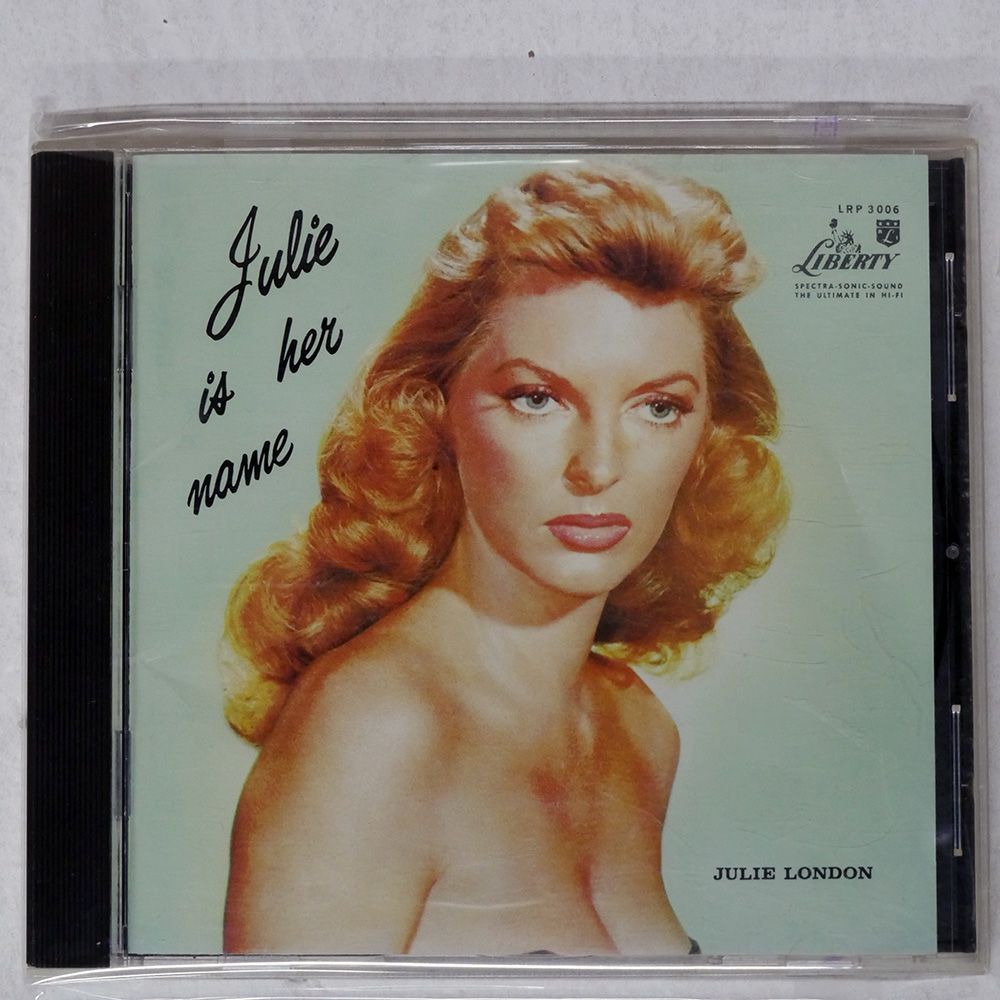 Julie
is her
name
LRP 3006
L
LIBERTY
SPECTRA-SONIC-SOUND
THE ULTIMATE IN HI-FI
JULIE LONDON